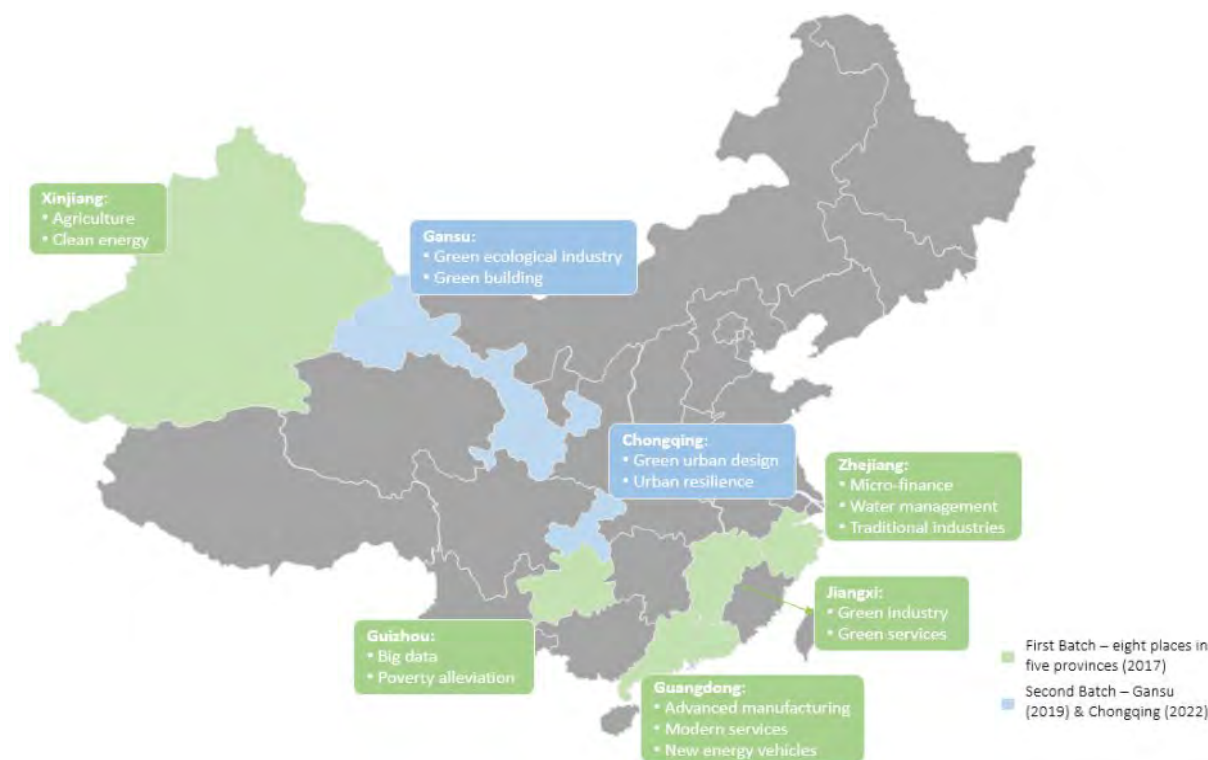 Xinjiang:
▪ Agriculture
▪ Clean energy
Gansu:
▪ Green ecological industry
▪ Green building
Chongqing:
▪ Green urban design
▪ Urban resilience
Zhejiang:
▪ Micro-finance
▪ Water management
▪ Traditional industries
Jiangxi:
▪ Green industry
▪ Green services
Guizhou:
▪ Big data
▪ Poverty alleviation
Guangdong:
▪ Advanced manufacturing
▪ Modern services
▪ New energy vehicles
First Batch – eight places in
five provinces (2017)
Second Batch – Gansu
(2019) & Chongqing (2022)